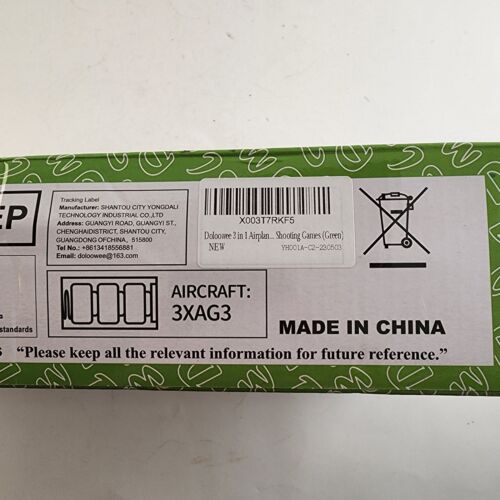 EP
Tracking Label
Manufacturer: SHANTOU CITY YONGDALI
TECHNOLOGY INDUSTRIAL CO.,LTD
Address: GUANGYI ROAD, GUANGYI ST.,
CHENGHAIDISTRICT, SHANTOU CITY,
GUANGDONG OFCHINA, 515800
Tel No.: +8613418556881
Email: doloowee@163.com
X003T7RKF5
Doloowee 3 in 1 Airplan... Shooting Games (Green)
NEW
YH001A-C2-230503
AIRCRAFT:
3XAG3
standards
MADE IN CHINA
“Please keep all the relevant information for future reference.”